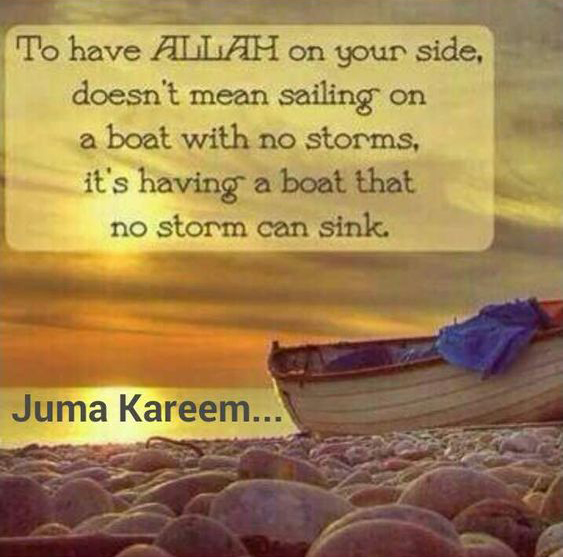 To have ALLAH on your side,
doesn't mean sailing on
a boat with no storms,
it's having a boat that
no storm can sink.
Juma Kareem...